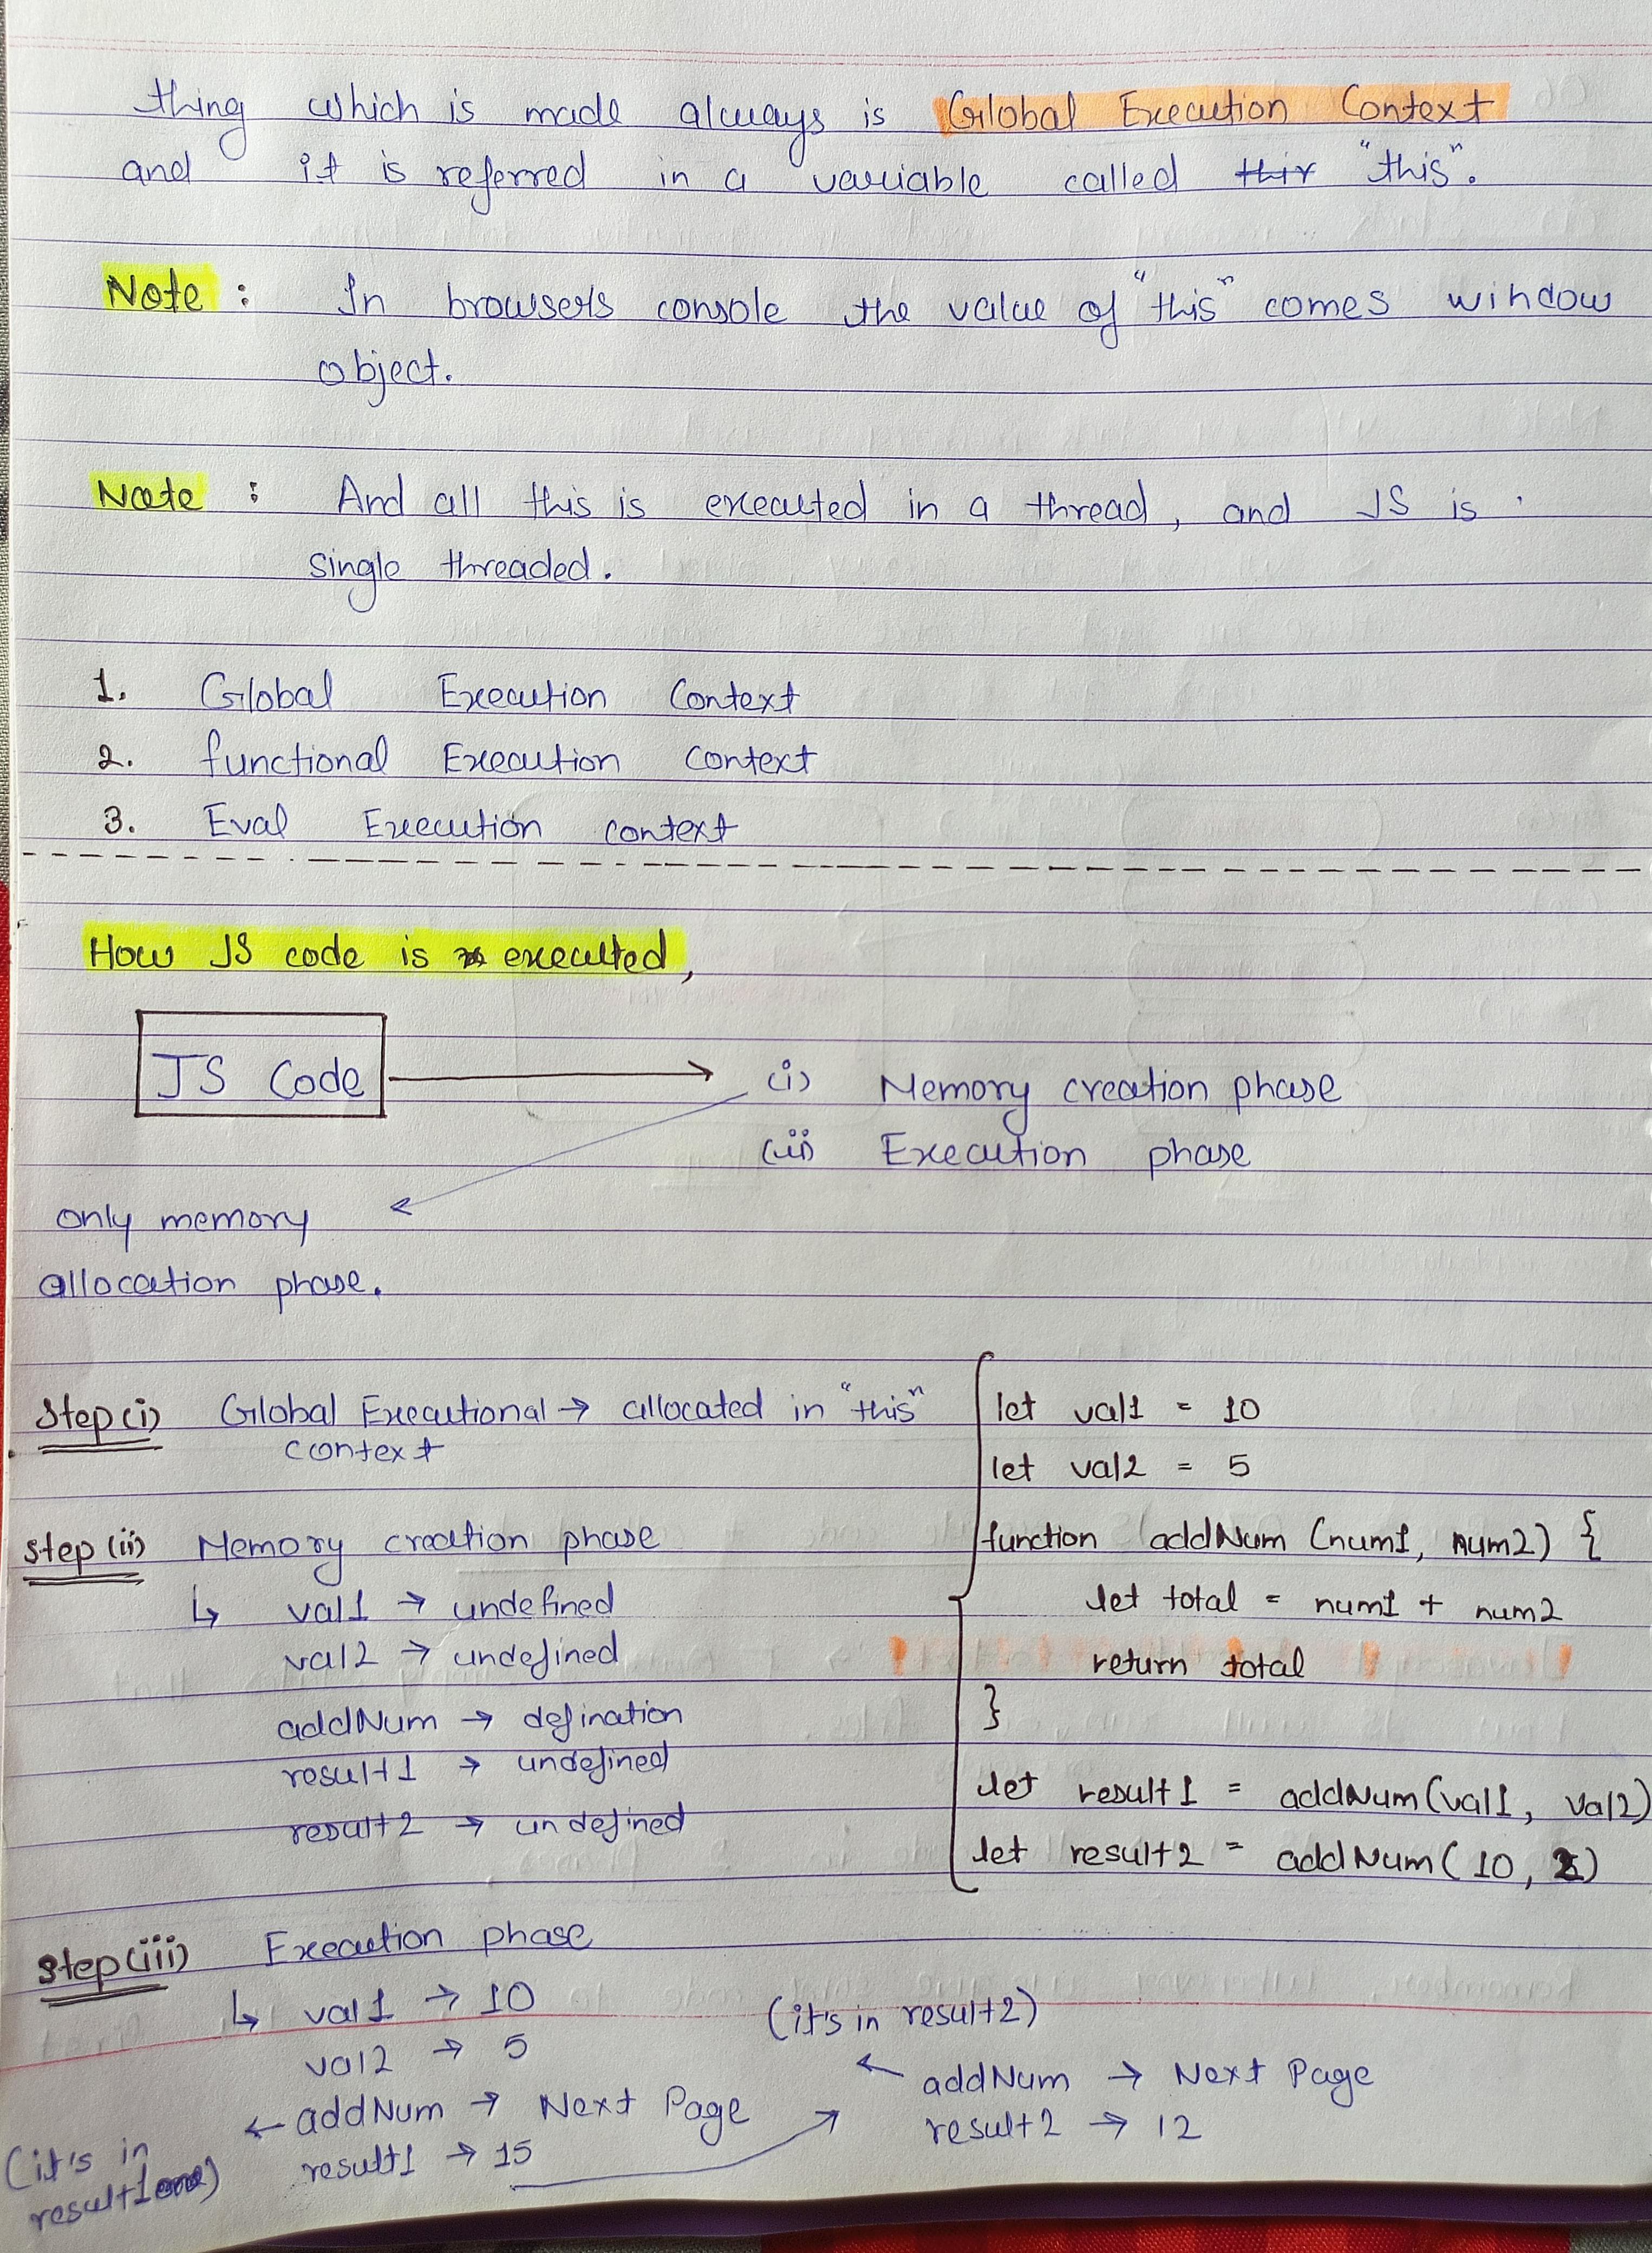 thing which is made always is Global Execution Context
and it is referred in a variable called thir "this".
Note : In browsers console the value of "this" comes window
object.
Note : And all this is executed in a thread, and JS is
single threaded.
1. Global Execution Context
2. functional Execution context
3. Eval Execution context
How JS code is executed,
JS Code
(i) Memory creation phase
(ii) Execution phase
only memory
allocation phase.
Step (i) Global Executional → allocated in "this"
context
Step (ii) Memory creation phase
↳ val1 → undefined
val2 → undefined
addNum → defination
result1 → undefined
result2 → undefined
let val1 = 10
let val2 = 5
function addNum (num1, num2) {
let total = num1 + num2
return total
}
let result1 = addNum(val1, val2)
let result2 = addNum( 10, 2)
Step (iii) Execution phase
↳ val1 → 10
val2 → 5
← addNum → Next Page
(it's in
result1 one)
result1 → 15
(it's in result2)
← addNum → Next Page
result2 → 12